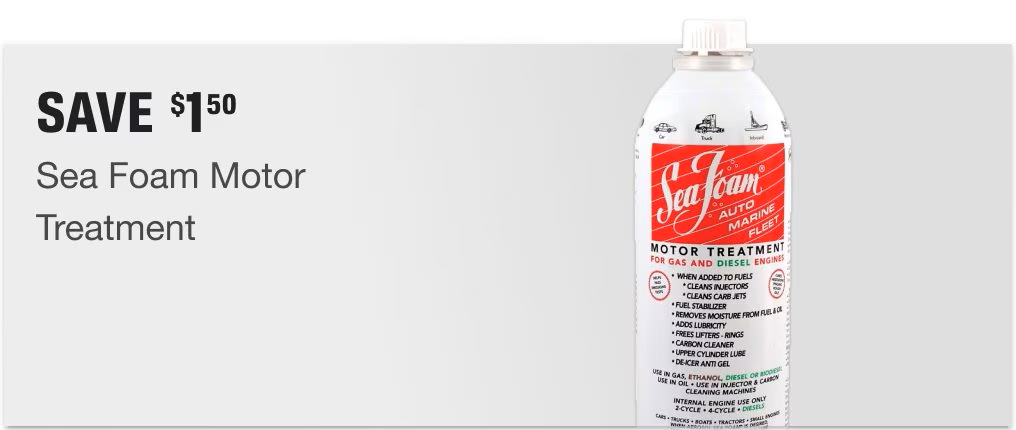 SAVE $1 50
Sea Foam Motor
Treatment
Car Truck Inboard
Sea Foam®
AUTO
MARINE
FLEET
MOTOR TREATMENT
FOR GAS AND DIESEL ENGINES
• WHEN ADDED TO FUELS
* CLEANS INJECTORS
* CLEANS CARB JETS
• FUEL STABILIZER
• REMOVES MOISTURE FROM FUEL & OIL
• ADDS LUBRICITY
• FREES LIFTERS - RINGS
• CARBON CLEANER
• UPPER CYLINDER LUBE
• DE-ICER ANTI GEL
USE IN GAS, ETHANOL, DIESEL OR BIODIESEL
USE IN OIL • USE IN INJECTOR & CARBON
CLEANING MACHINES
INTERNAL ENGINE USE ONLY
2-CYCLE • 4-CYCLE • DIESELS
CARS • TRUCKS • BOATS • TRACTORS • SMALL ENGINES